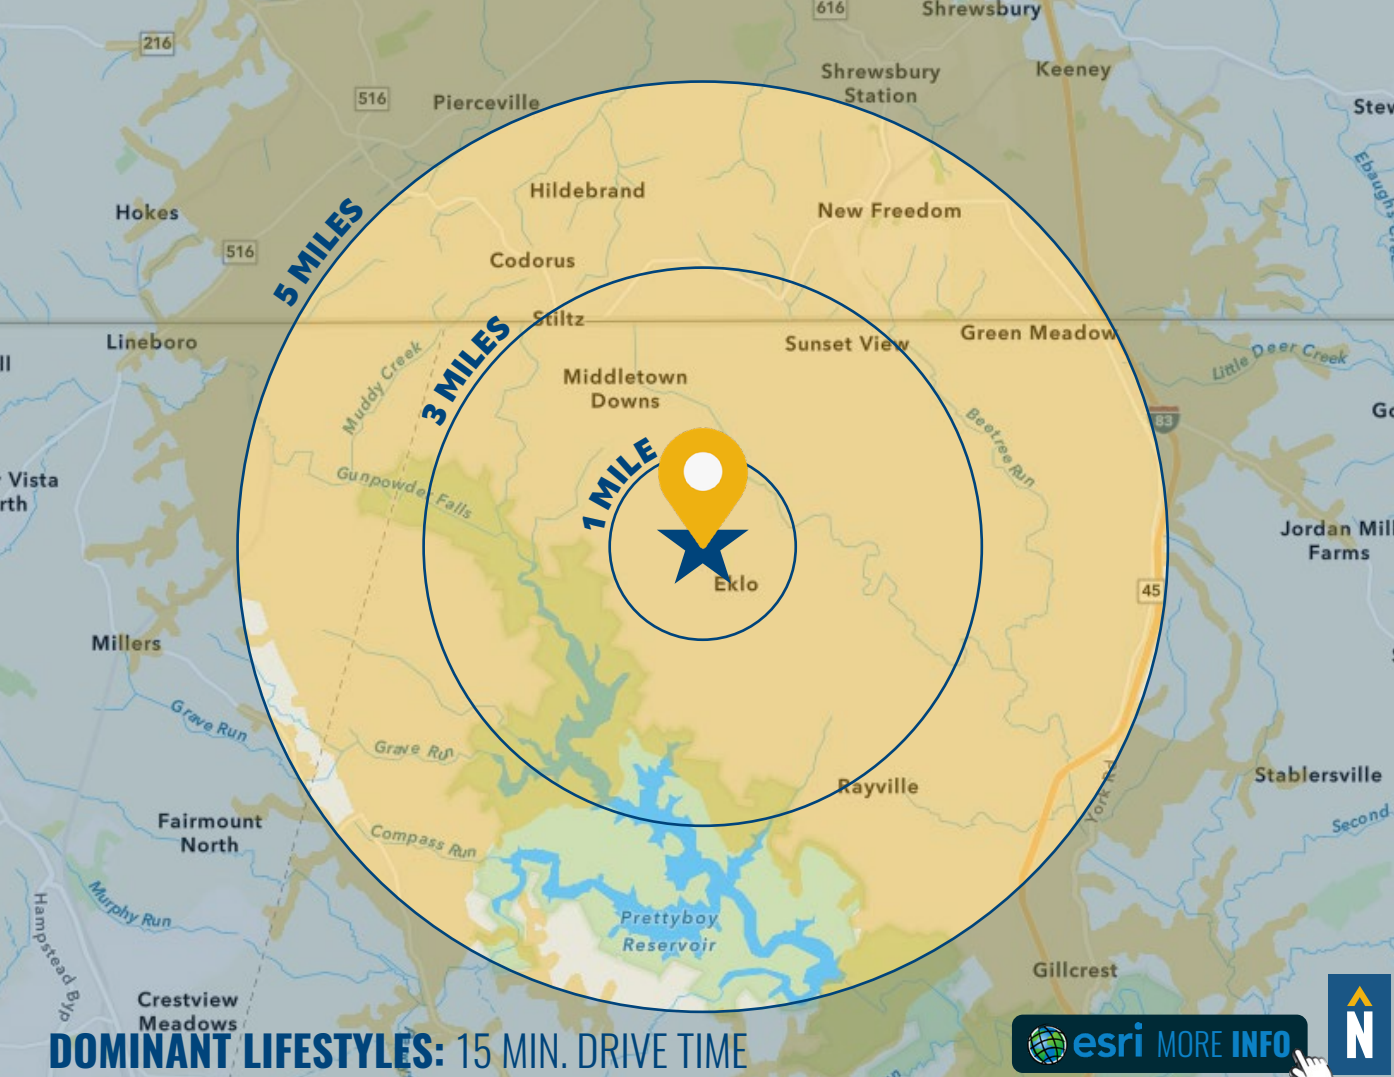 616
Shrewsbury
216
Shrewsbury
Station
Keeney
516
Pierceville
Hildebrand
Hokes
New Freedom
516
5 MILES
Codorus
Stiltz
Lineboro
3 MILES
Sunset View
Green Meadow
Little Deer Creek
Muddy Creek
Middletown
Downs
83
Beetree Run
1 MILE
Gunpowder Falls
Vista
Jordan Mill
Farms
Eklo
45
Millers
Grave Run
Grave Run
Rayville
York Rd
Stablersville
Second
Fairmount
North
Compass Run
Murphy Run
Hampstead Byp
Prettyboy
Reservoir
Gillcrest
Crestview
Meadows
DOMINANT LIFESTYLES: 15 MIN. DRIVE TIME
esri MORE INFO
N